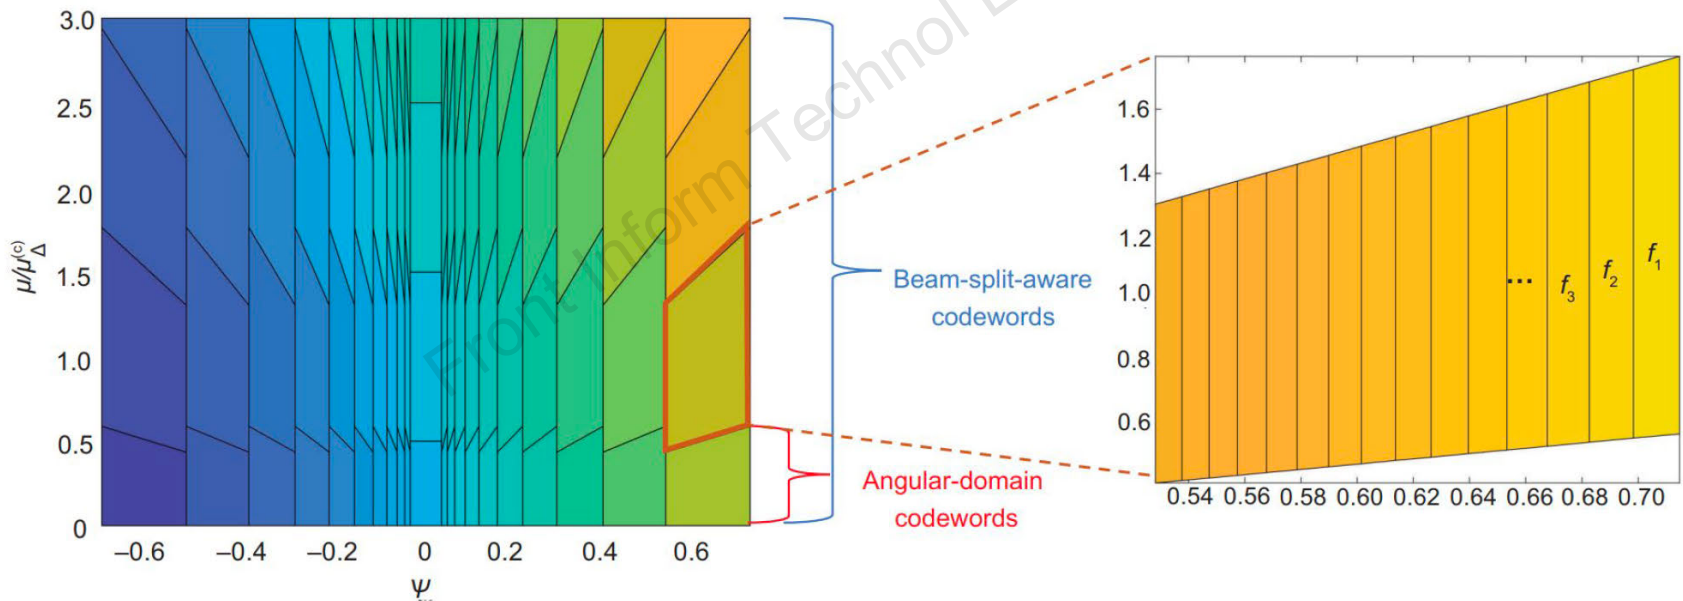 3.0
2.5
2.0
1.5
1.0
0.5
0
μ/μ_Δ^(c)
–0.6
–0.4
–0.2
0
0.2
0.4
0.6
ψ
Front Inform Technol
Beam-split-aware
codewords
Angular-domain
codewords
1.6
1.4
1.2
1.0
0.8
0.6
... f₃ f₂ f₁
0.54 0.56 0.58 0.60 0.62 0.64 0.66 0.68 0.70